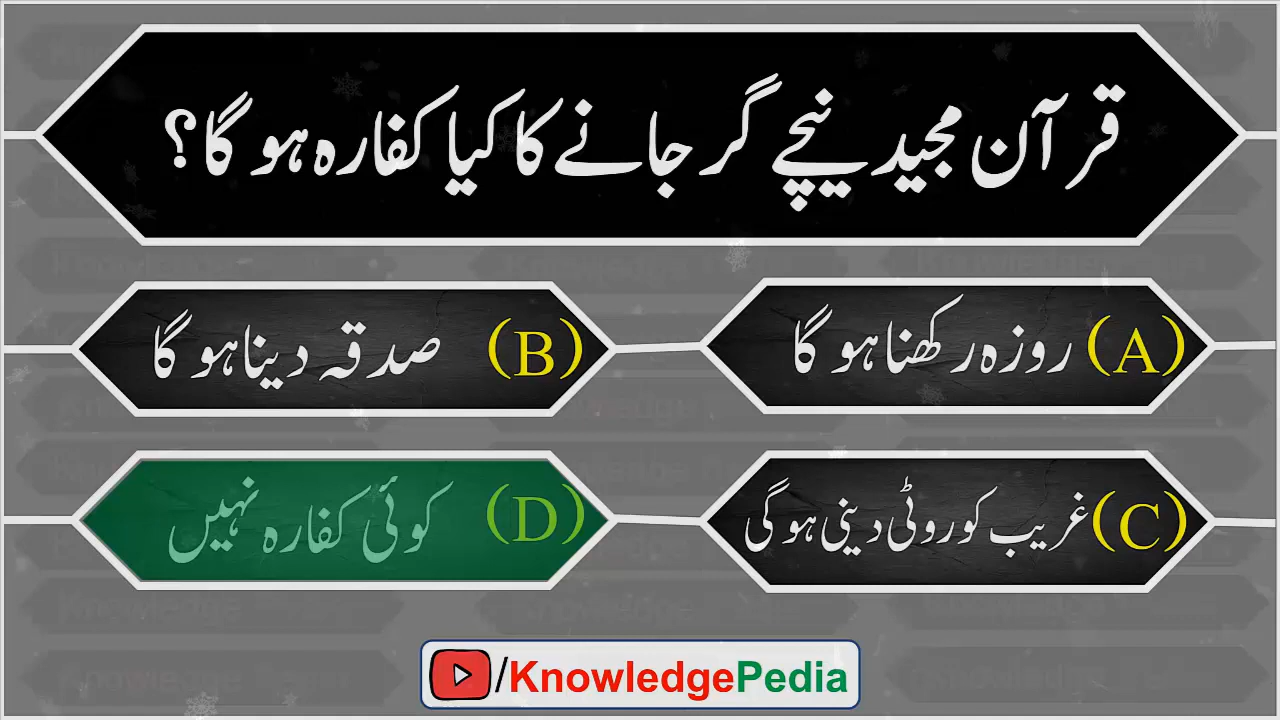 قرآن مجید نیچے گر جانے کا کیا کفارہ ہو گا؟
(A) روزہ رکھنا ہو گا
(B) صدقہ دینا ہو گا
(C) غریب کو روٹی دینی ہو گی
(D) کوئی کفارہ نہیں
/KnowledgePedia